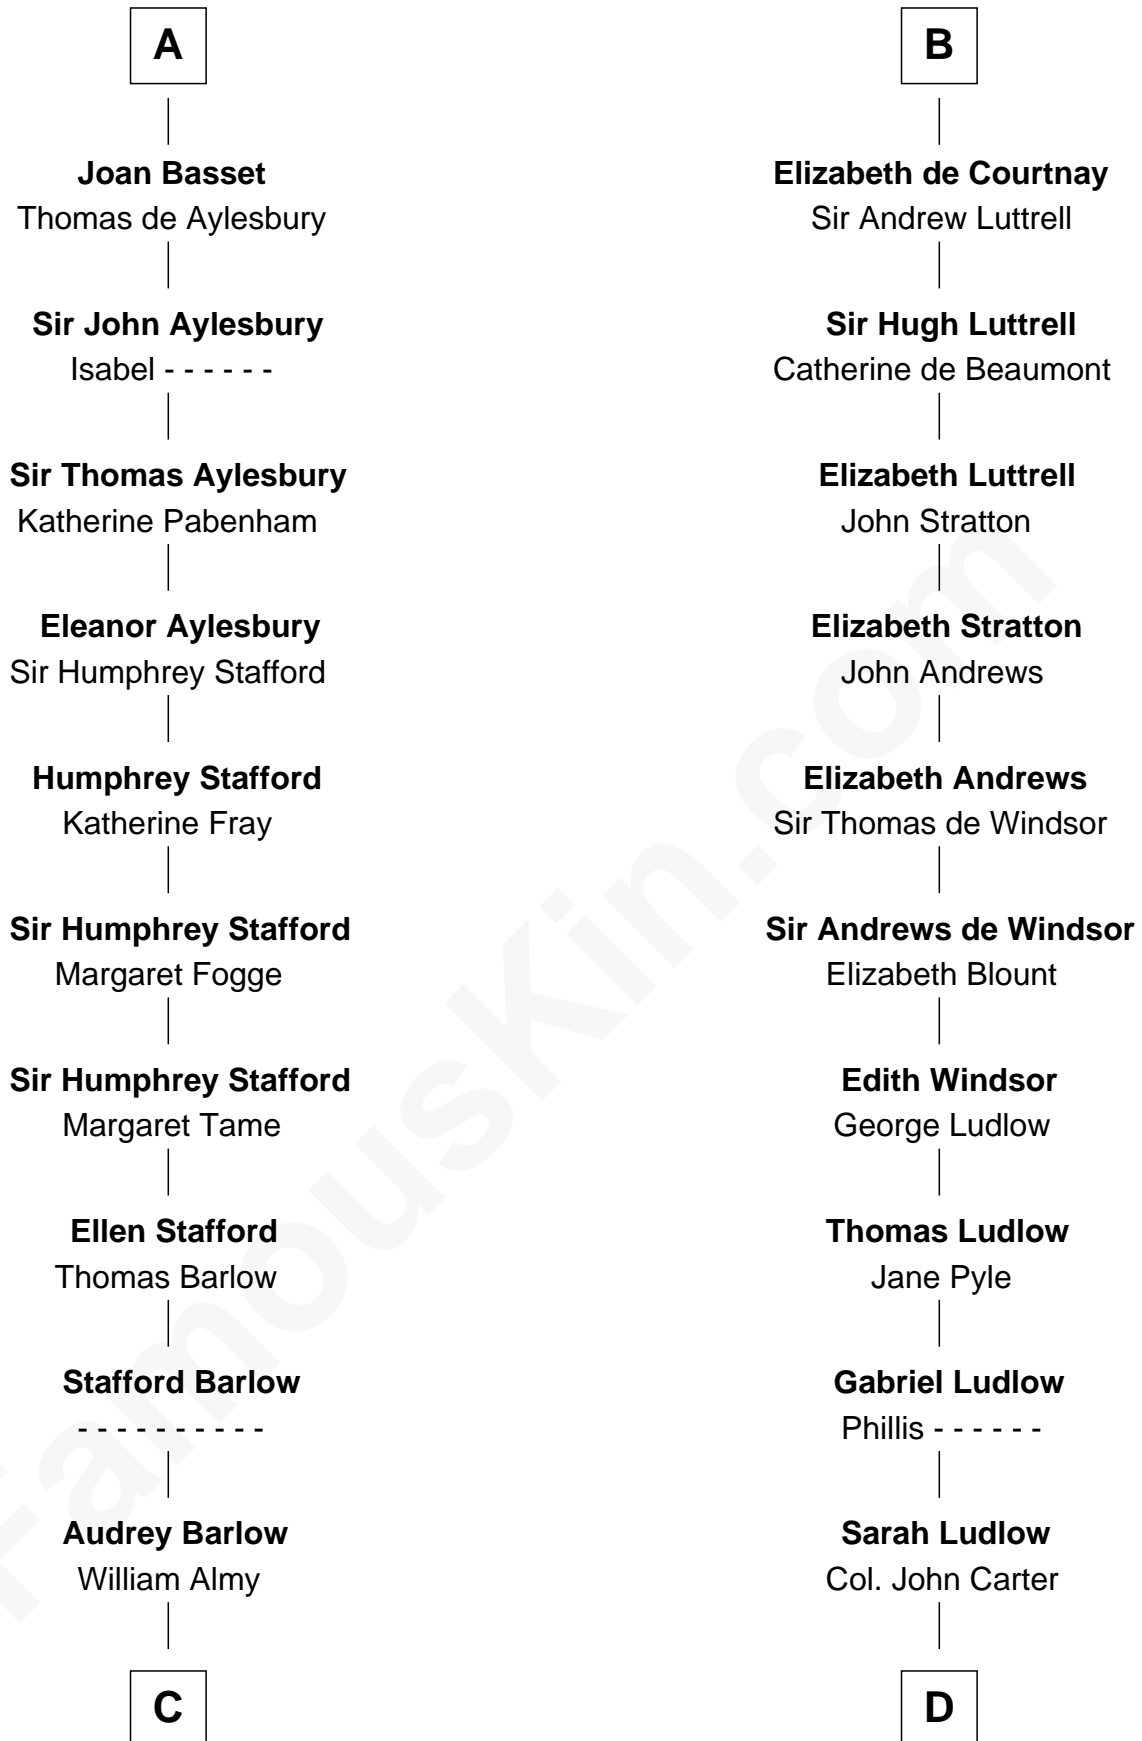 A
Joan Basset
Thomas de Aylesbury
Sir John Aylesbury
Isabel - - - - - -
Sir Thomas Aylesbury
Katherine Pabenham
Eleanor Aylesbury
Sir Humphrey Stafford
Humphrey Stafford
Katherine Fray
Sir Humphrey Stafford
Margaret Fogge
Sir Humphrey Stafford
Margaret Tame
Ellen Stafford
Thomas Barlow
Stafford Barlow
- - - - - - - - - -
Audrey Barlow
William Almy
C
B
Elizabeth de Courtnay
Sir Andrew Luttrell
Sir Hugh Luttrell
Catherine de Beaumont
Elizabeth Luttrell
John Stratton
Elizabeth Stratton
John Andrews
Elizabeth Andrews
Sir Thomas de Windsor
Sir Andrews de Windsor
Elizabeth Blount
Edith Windsor
George Ludlow
Thomas Ludlow
Jane Pyle
Gabriel Ludlow
Phillis - - - - - -
Sarah Ludlow
Col. John Carter
D
FamousKin.com